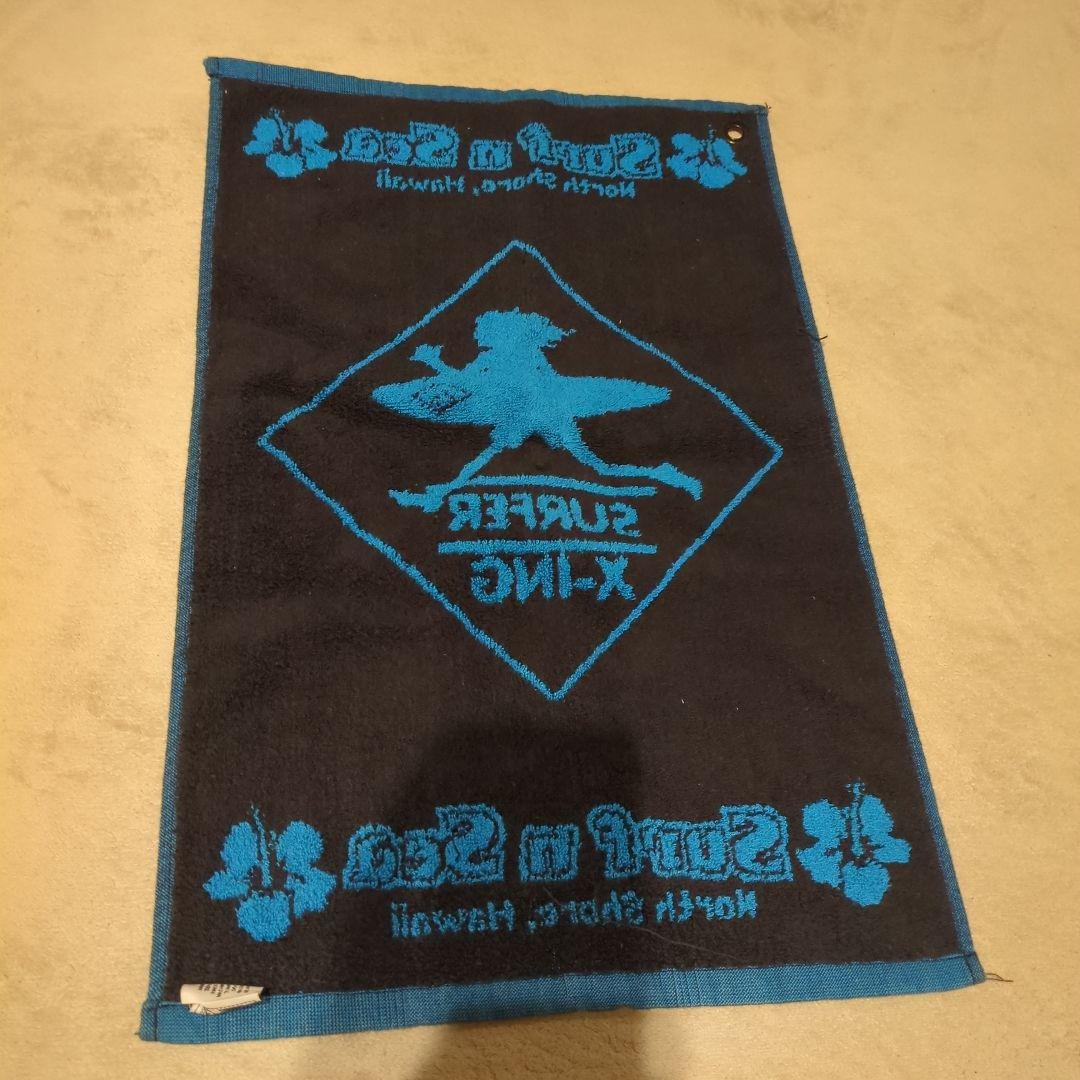 Surf n Sea
North Shore, Hawaii
SURFER
X-ING
Surf n Sea
North Shore, Hawaii